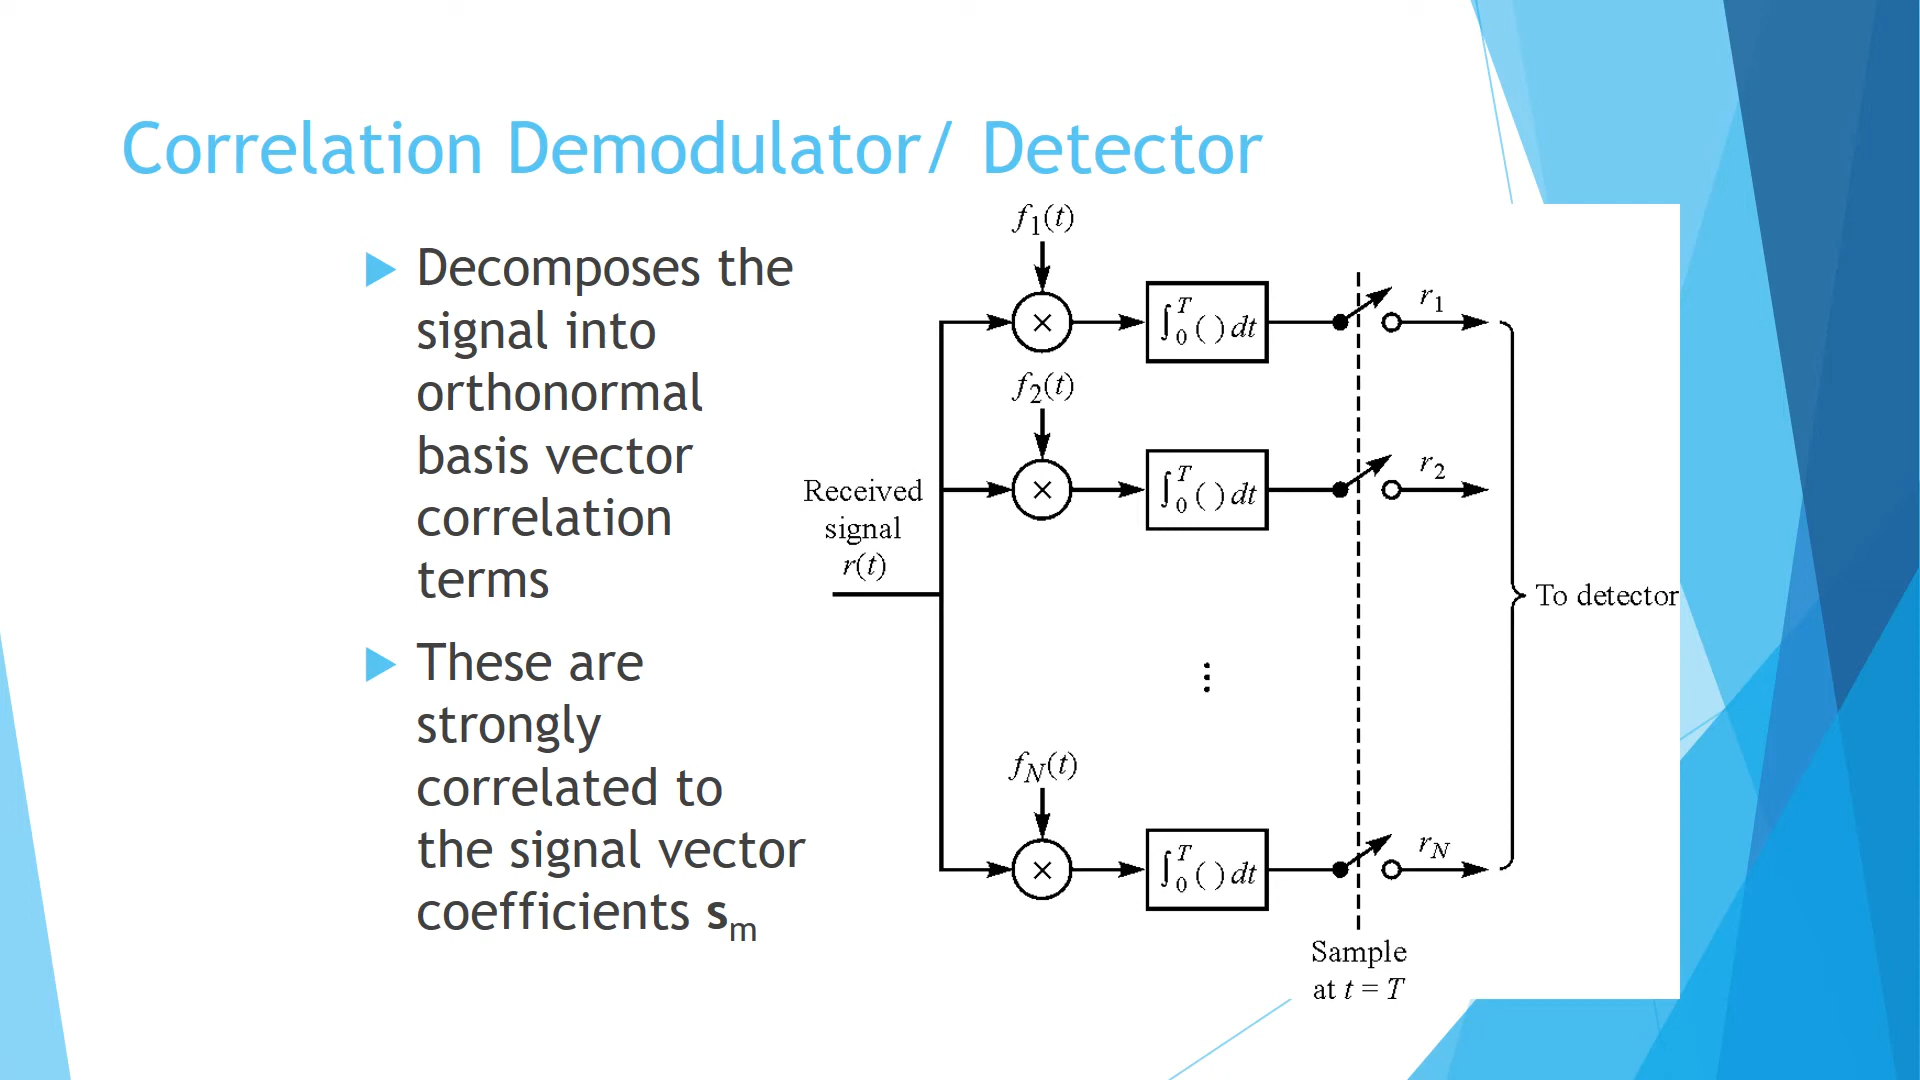 Correlation Demodulator/ Detector
Decomposes the
signal into
orthonormal
basis vector
correlation
terms
These are
strongly
correlated to
the signal vector
coefficients sₘ
Received
signal
r(t)
f₁(t)
× ∫₀ᵀ ( ) dt r₁
f₂(t)
× ∫₀ᵀ ( ) dt r₂
⋮
f_N(t)
× ∫₀ᵀ ( ) dt r_N
To detector
Sample
at t = T